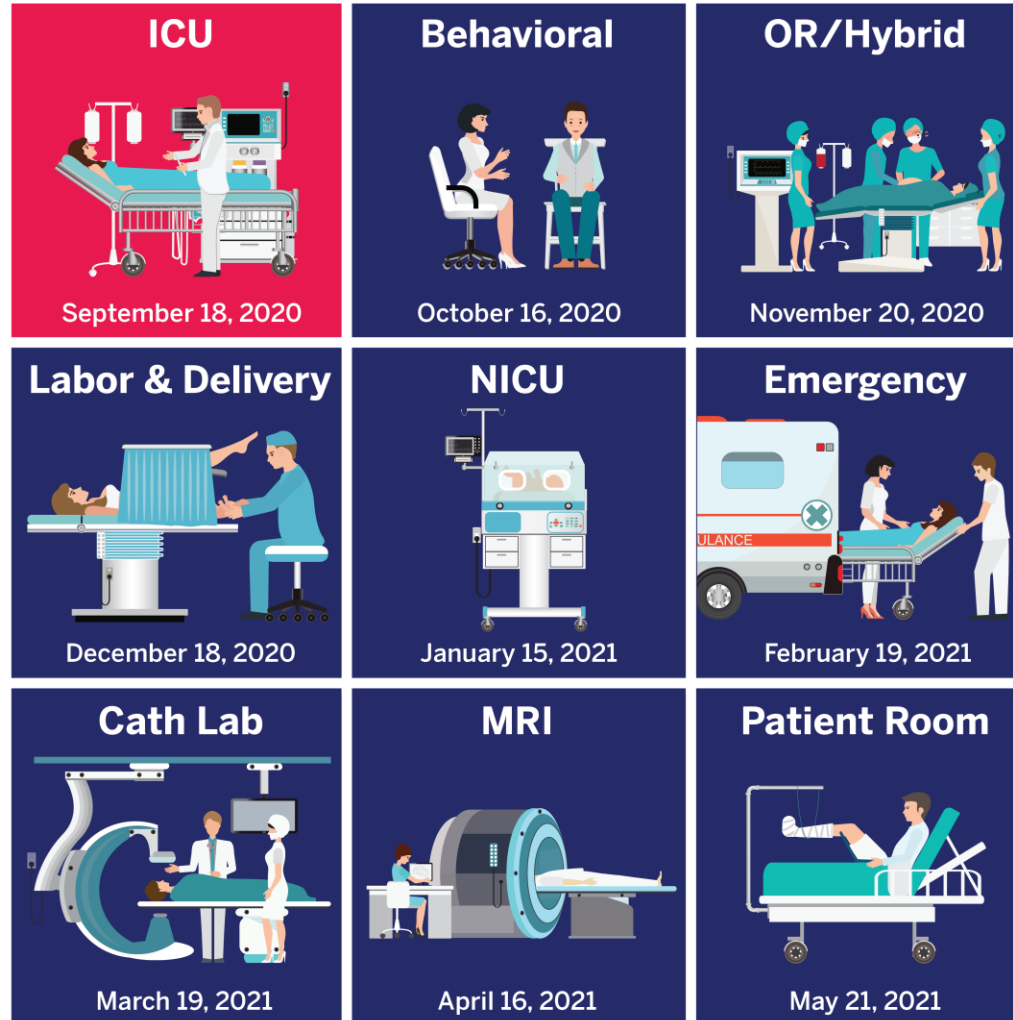 ICU
September 18, 2020
Behavioral
October 16, 2020
OR/Hybrid
November 20, 2020
Labor & Delivery
December 18, 2020
NICU
January 15, 2021
Emergency
ULANCE
February 19, 2021
Cath Lab
March 19, 2021
MRI
April 16, 2021
Patient Room
May 21, 2021